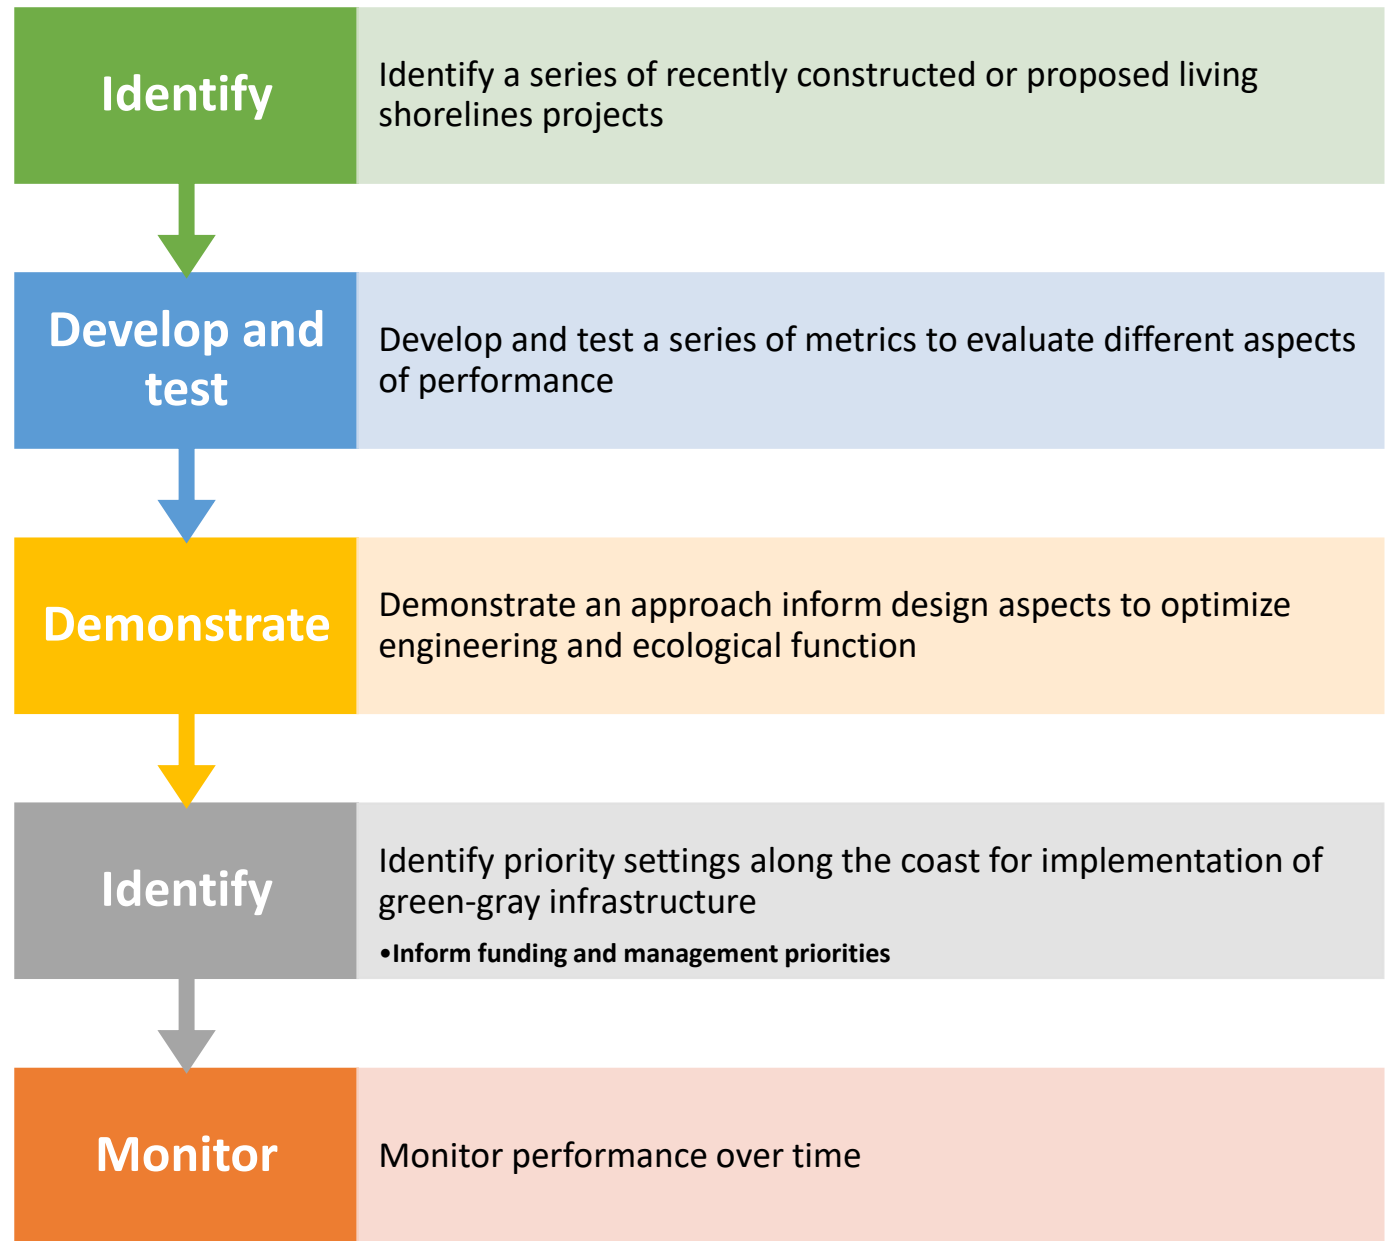 Identify
Identify a series of recently constructed or proposed living
shorelines projects
Develop and
test
Develop and test a series of metrics to evaluate different aspects
of performance
Demonstrate
Demonstrate an approach inform design aspects to optimize
engineering and ecological function
Identify
Identify priority settings along the coast for implementation of
green-gray infrastructure
•Inform funding and management priorities
Monitor
Monitor performance over time